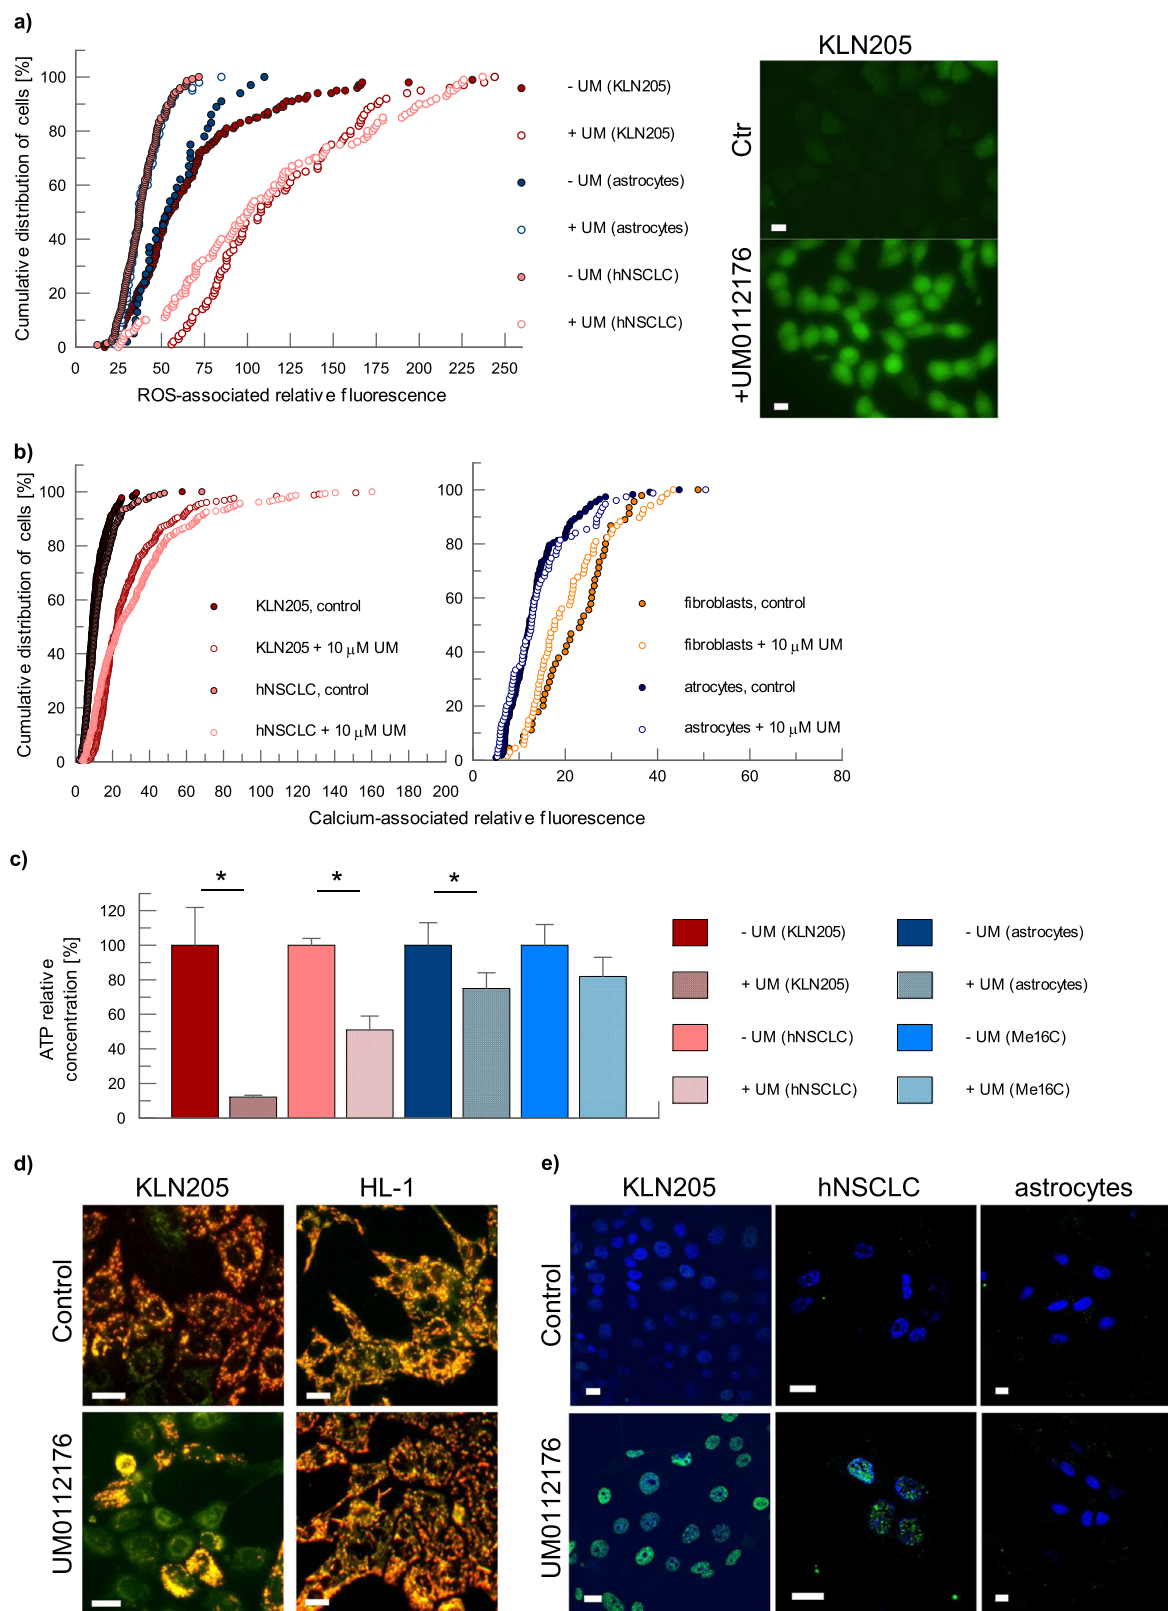 a)
KLN205
Cumulative distribution of cells [%]
100
80
60
40
20
0
0 25 50 75 100 125 150 175 200 225 250
ROS-associated relative fluorescence
- UM (KLN205)
+ UM (KLN205)
- UM (astrocytes)
+ UM (astrocytes)
- UM (hNSCLC)
+ UM (hNSCLC)
Ctr
+UM0112176
b)
Cumulative distribution of cells [%]
100
80
60
40
20
0
0 20 40 60 80 100 120 140 160 180 200
KLN205, control
KLN205 + 10 μM UM
hNSCLC, control
hNSCLC + 10 μM UM
100
80
60
40
20
0
0 20 40 60 80
fibroblasts, control
fibroblasts + 10 μM UM
atrocytes, control
astrocytes + 10 μM UM
Calcium-associated relative fluorescence
c)
ATP relative
concentration [%]
120
100
80
60
40
20
0
* * *
- UM (KLN205)
+ UM (KLN205)
- UM (hNSCLC)
+ UM (hNSCLC)
- UM (astrocytes)
+ UM (astrocytes)
- UM (Me16C)
+ UM (Me16C)
d)
KLN205 HL-1
Control
UM0112176
e)
KLN205 hNSCLC astrocytes
Control
UM0112176